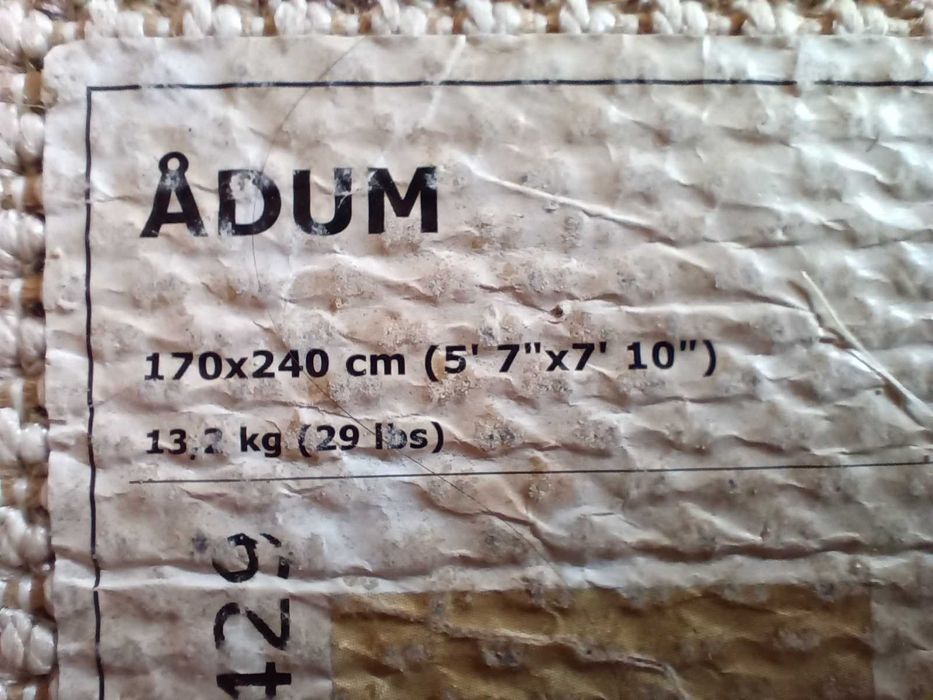 ÅDUM
170x240 cm (5' 7"x7' 10")
13,2 kg (29 lbs)